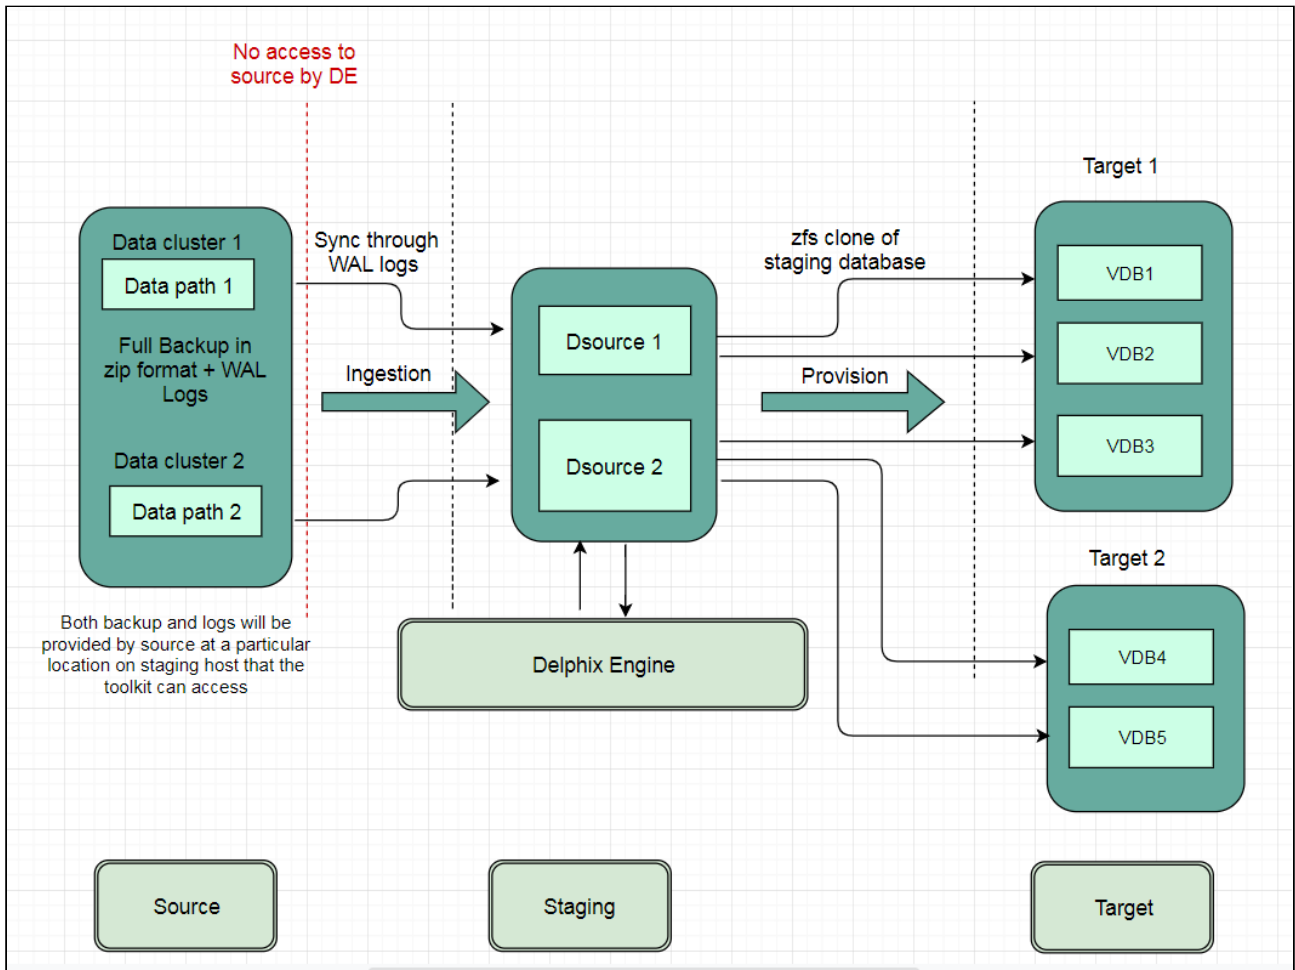 No access to
source by DE
Data cluster 1
Data path 1
Full Backup in
zip format + WAL
Logs
Data cluster 2
Data path 2
Both backup and logs will be
provided by source at a particular
location on staging host that the
toolkit can access
Sync through
WAL logs
Ingestion
Dsource 1
Dsource 2
Delphix Engine
zfs clone of
staging database
Provision
Target 1
VDB1
VDB2
VDB3
Target 2
VDB4
VDB5
Source
Staging
Target